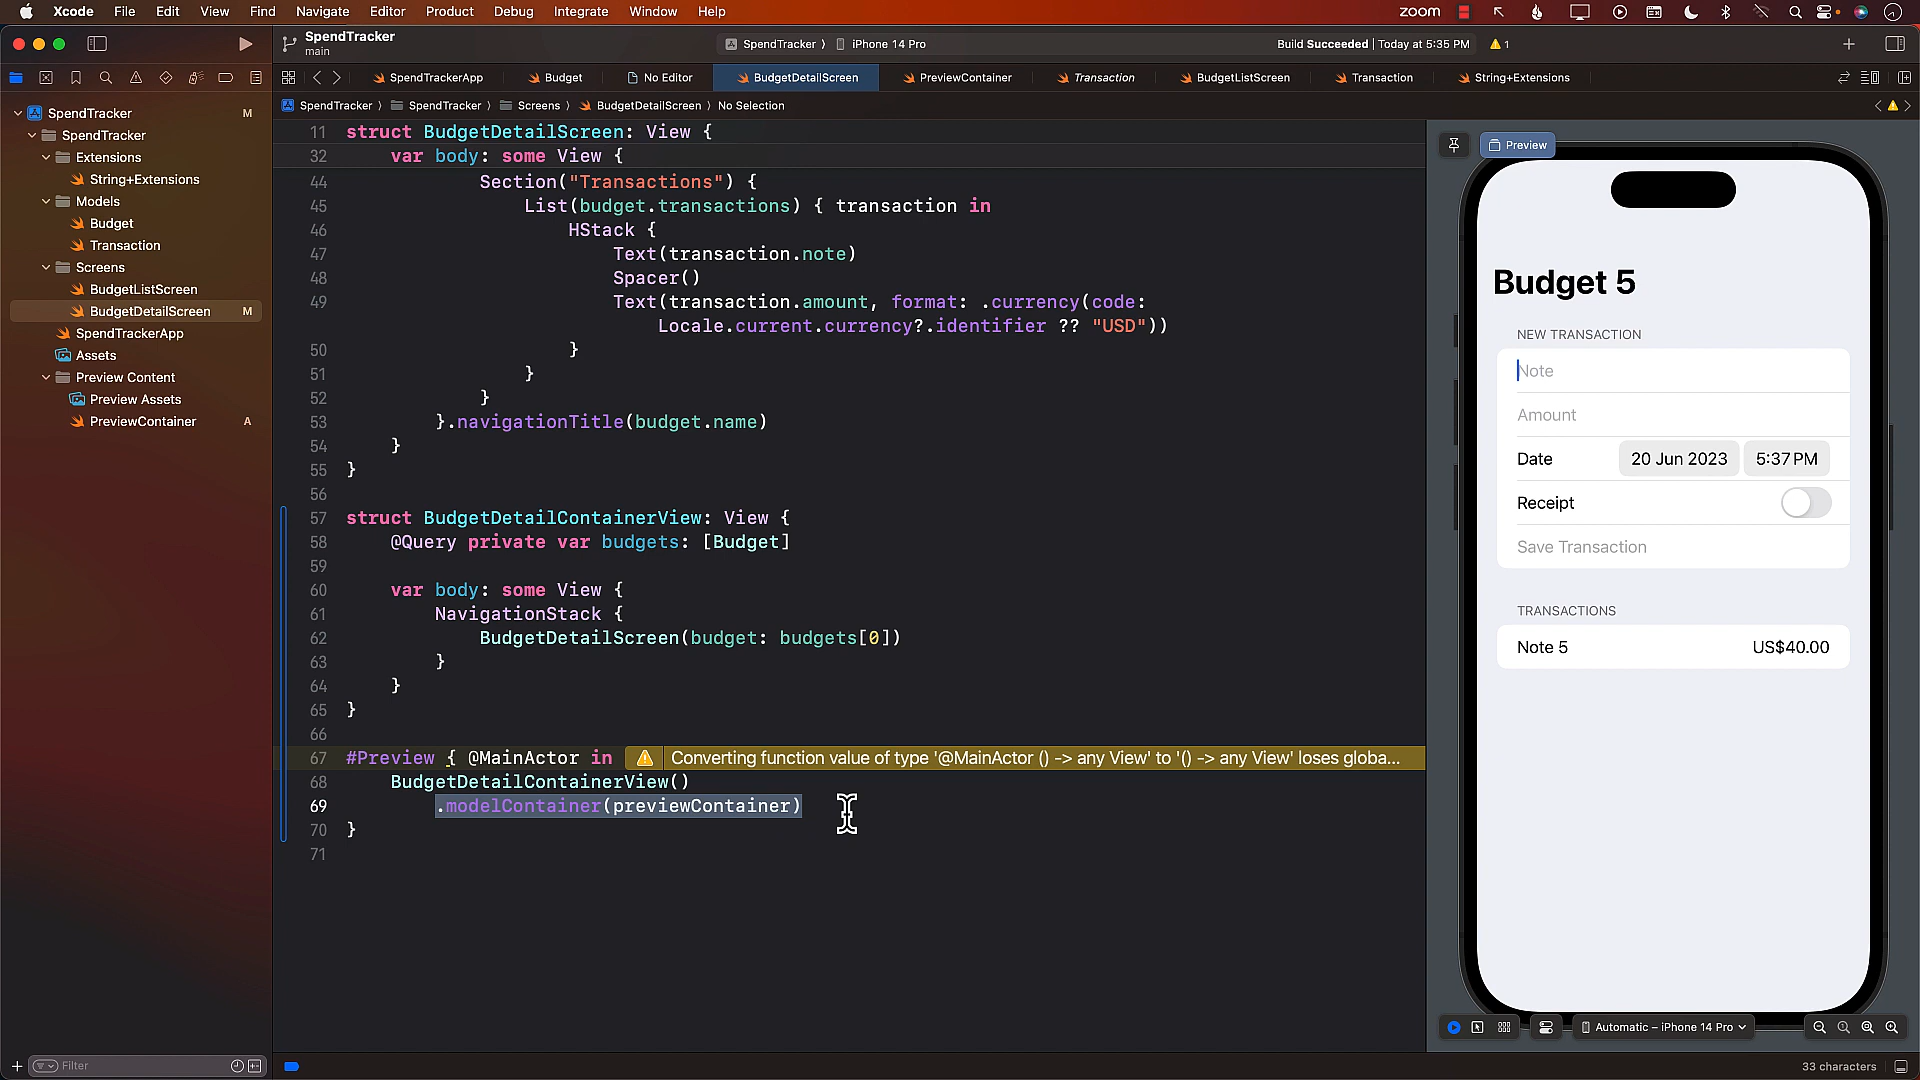 Xcode File Edit View Find Navigate Editor Product Debug Integrate Window Help zoom
SpendTracker
main
SpendTracker iPhone 14 Pro
Build Succeeded | Today at 5:35 PM 1
SpendTrackerApp Budget No Editor BudgetDetailScreen PreviewContainer Transaction BudgetListScreen Transaction String+Extensions
SpendTracker SpendTracker Screens BudgetDetailScreen No Selection
SpendTracker M
SpendTracker
Extensions
String+Extensions
Models
Budget
Transaction
Screens
BudgetListScreen
BudgetDetailScreen M
SpendTrackerApp
Assets
Preview Content
Preview Assets
PreviewContainer A
Filter
11 struct BudgetDetailScreen: View {
32 var body: some View {
44 Section("Transactions") {
45 List(budget.transactions) { transaction in
46 HStack {
47 Text(transaction.note)
48 Spacer()
49 Text(transaction.amount, format: .currency(code:
Locale.current.currency?.identifier ?? "USD"))
50 }
51 }
52 }
53 }.navigationTitle(budget.name)
54 }
55 }
56
57 struct BudgetDetailContainerView: View {
58 @Query private var budgets: [Budget]
59
60 var body: some View {
61 NavigationStack {
62 BudgetDetailScreen(budget: budgets[0])
63 }
64 }
65 }
66
67 #Preview { @MainActor in Converting function value of type '@MainActor () -> any View' to '() -> any View' loses globa...
68 BudgetDetailContainerView()
69 .modelContainer(previewContainer)
70 }
71
Preview
Budget 5
NEW TRANSACTION
Note
Amount
Date 20 Jun 2023 5:37 PM
Receipt
Save Transaction
TRANSACTIONS
Note 5 US$40.00
Automatic – iPhone 14 Pro
33 characters